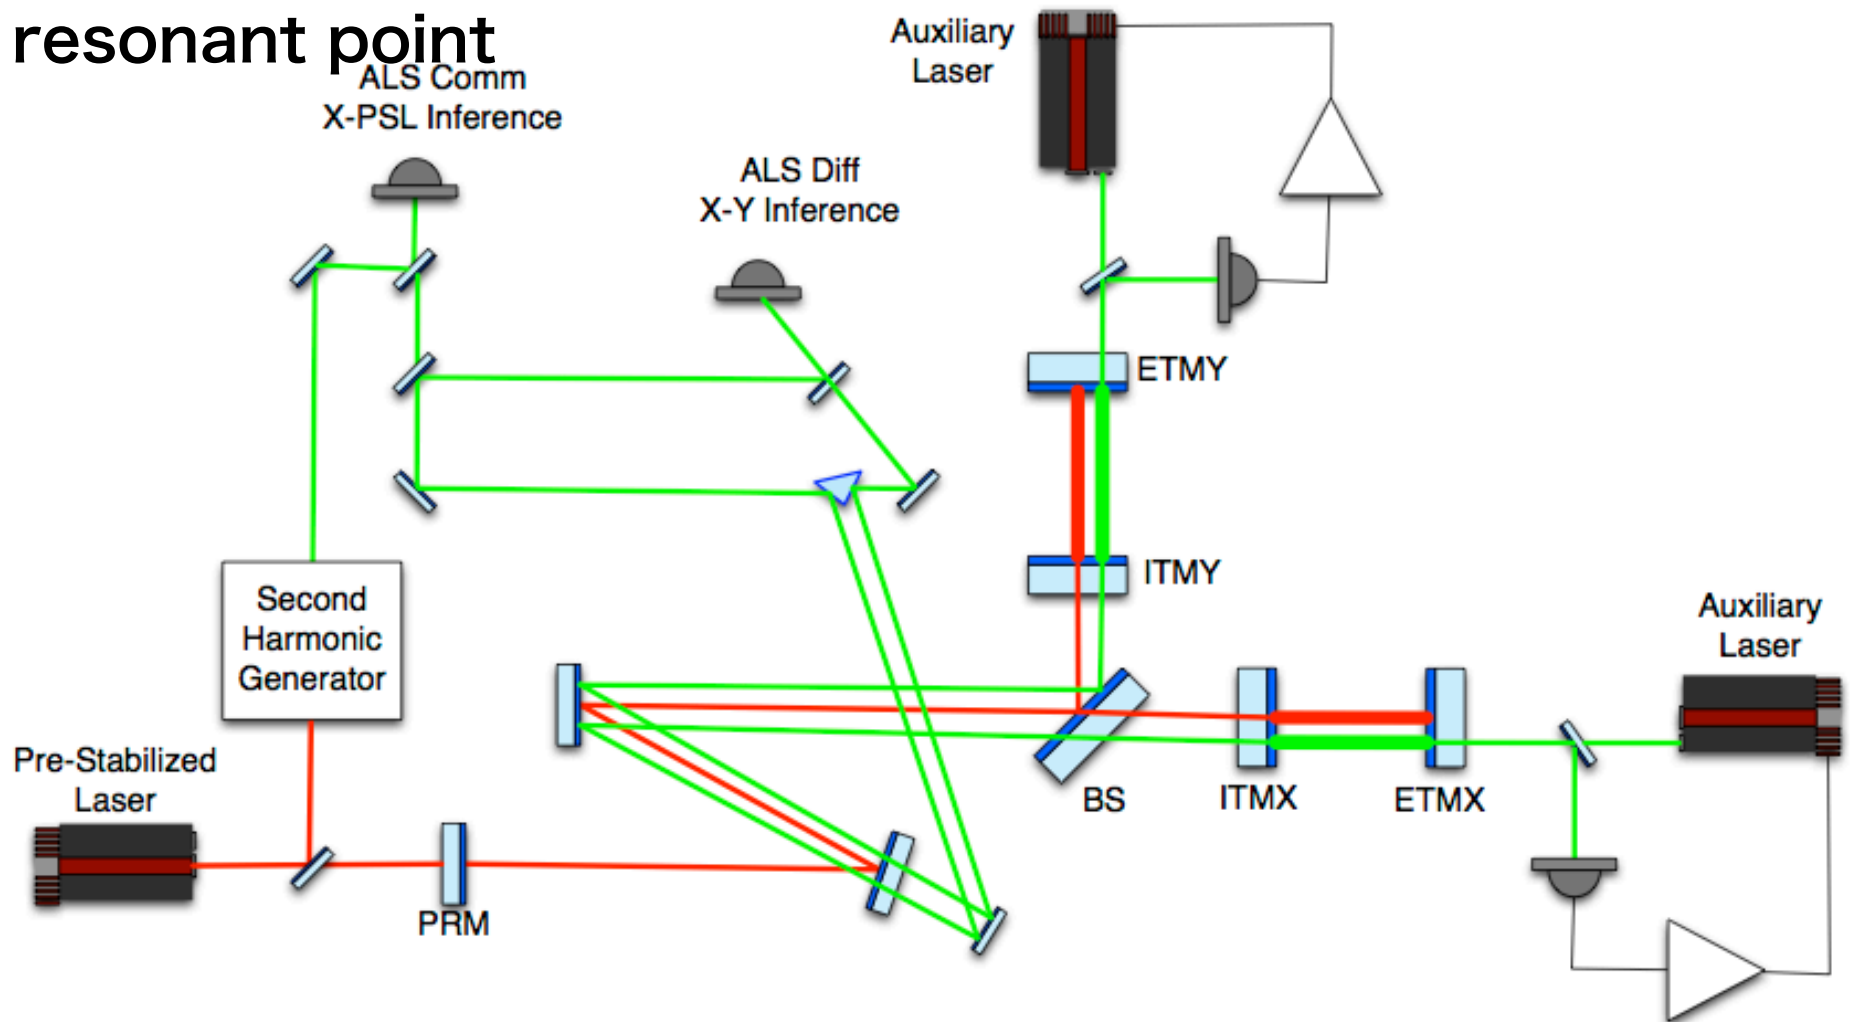 resonant point
ALS Comm
X-PSL Inference
ALS Diff
X-Y Inference
Auxiliary
Laser
ETMY
ITMY
Second
Harmonic
Generator
Auxiliary
Laser
Pre-Stabilized
Laser
PRM
BS
ITMX
ETMX